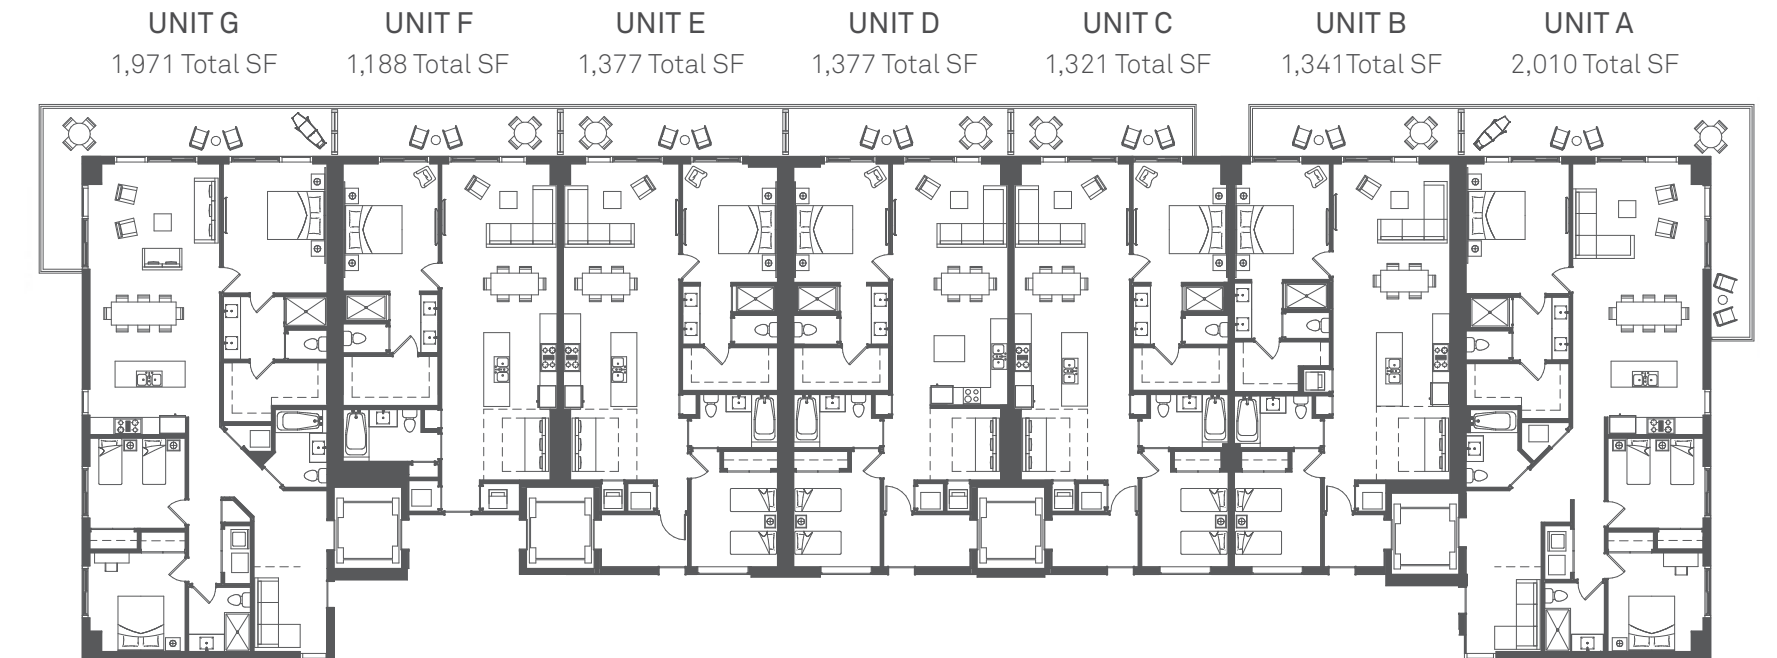 UNIT G UNIT F UNIT E UNIT D UNIT C UNIT B UNIT A
1,971 Total SF 1,188 Total SF 1,377 Total SF 1,377 Total SF 1,321 Total SF 1,341Total SF 2,010 Total SF